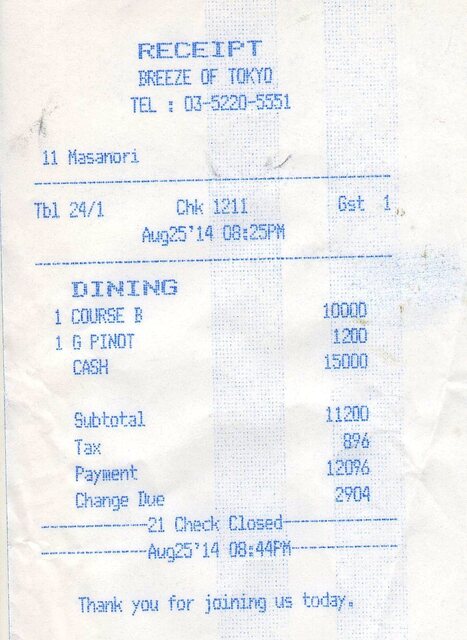 RECEIPT
BREEZE OF TOKYO
TEL : 03-5220-5551
11 Masanori
Tbl 24/1 Chk 1211 Gst 1
Aug25'14 08:25PM
DINING
1 COURSE B 10000
1 G PINOT 1200
CASH 15000
Subtotal 11200
Tax 896
Payment 12096
Change Due 2904
---------------21 Check Closed---------------
---------------Aug25'14 08:44PM---------------
Thank you for joining us today.